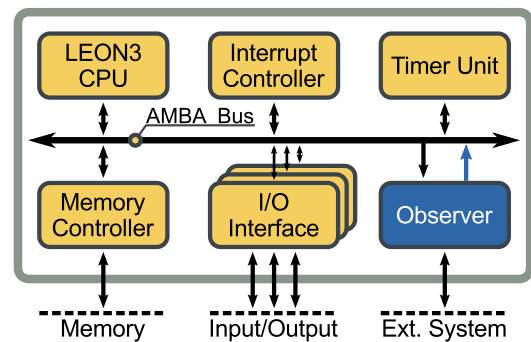 LEON3
CPU
Interrupt
Controller
Timer Unit
AMBA Bus
Memory
Controller
I/O
Interface
Observer
Memory
Input/Output
Ext. System